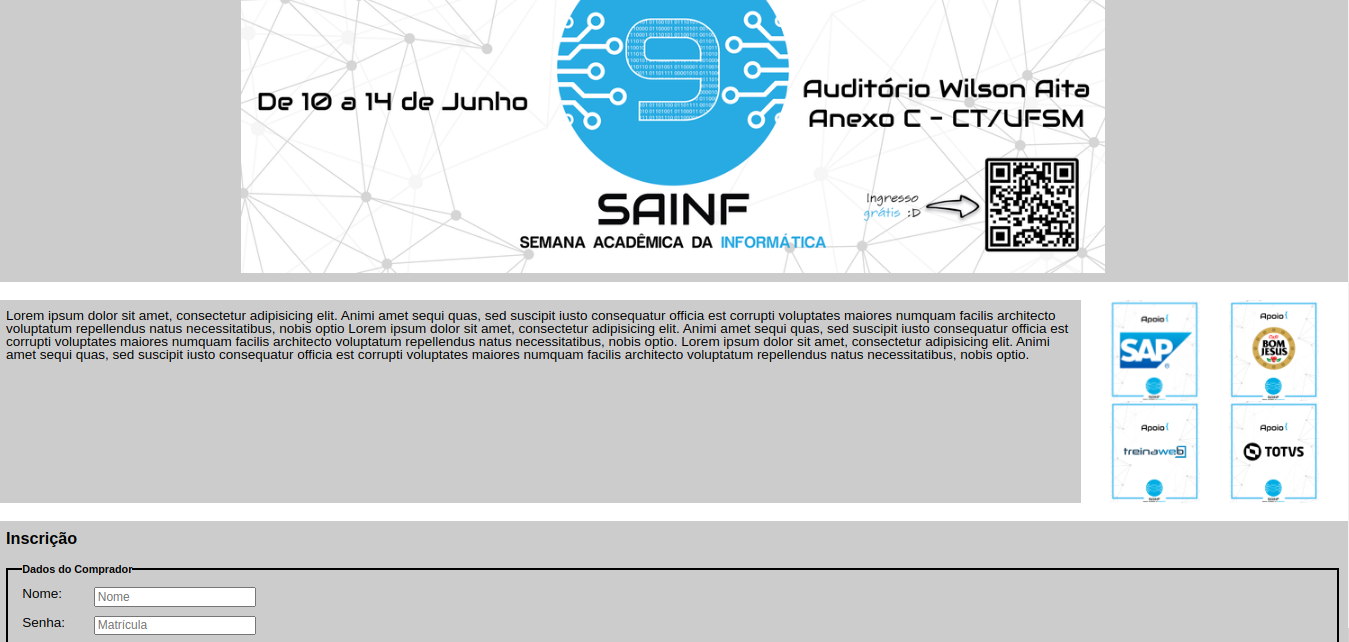 De 10 a 14 de Junho
Auditório Wilson Aita
Anexo C - CT/UFSM
Ingresso
grátis :D
SAINF
SEMANA ACADÊMICA DA INFORMÁTICA
Lorem ipsum dolor sit amet, consectetur adipisicing elit. Animi amet sequi quas, sed suscipit iusto consequatur officia est corrupti voluptates maiores numquam facilis architecto
voluptatum repellendus natus necessitatibus, nobis optio Lorem ipsum dolor sit amet, consectetur adipisicing elit. Animi amet sequi quas, sed suscipit iusto consequatur officia est
corrupti voluptates maiores numquam facilis architecto voluptatum repellendus natus necessitatibus, nobis optio. Lorem ipsum dolor sit amet, consectetur adipisicing elit. Animi
amet sequi quas, sed suscipit iusto consequatur officia est corrupti voluptates maiores numquam facilis architecto voluptatum repellendus natus necessitatibus, nobis optio.
Apoio
SAP
SAINF
Apoio
Café
BOM
JESUS
SAINF
Apoio
treinaweb
SAINF
Apoio
TOTVS
SAINF
Inscrição
Dados do Comprador
Nome:
Nome
Senha:
Matrícula